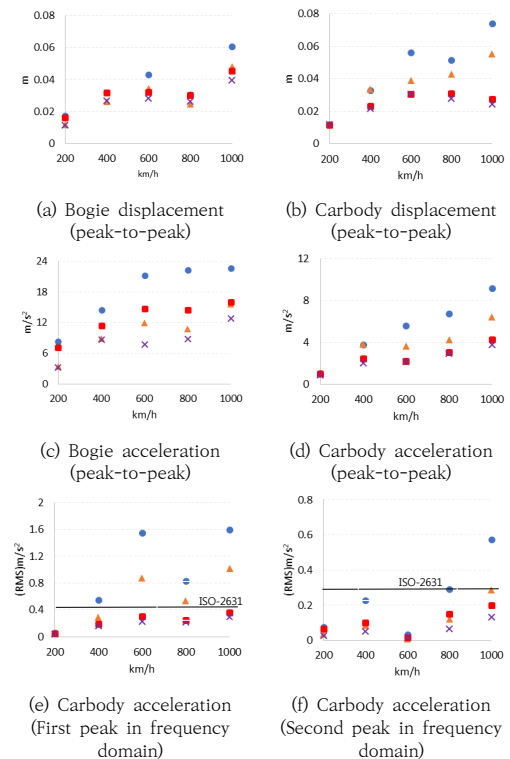 0.08
0.06
0.04
0.02
0
m
200 400 600 800 1000
km/h
(a) Bogie displacement
(peak-to-peak)
0.08
0.06
0.04
0.02
0
m
200 400 600 800 1000
km/h
(b) Carbody displacement
(peak-to-peak)
24
18
12
6
0
m/s²
200 400 600 800 1000
km/h
(c) Bogie acceleration
(peak-to-peak)
12
8
4
0
m/s²
200 400 600 800 1000
km/h
(d) Carbody acceleration
(peak-to-peak)
2
1.6
1.2
0.8
0.4
0
(RMS)m/s²
ISO-2631
200 400 600 800 1000
km/h
(e) Carbody acceleration
(First peak in frequency
domain)
0.8
0.6
0.4
0.2
0
(RMS)m/s²
ISO-2631
200 400 600 800 1000
km/h
(f) Carbody acceleration
(Second peak in frequency
domain)